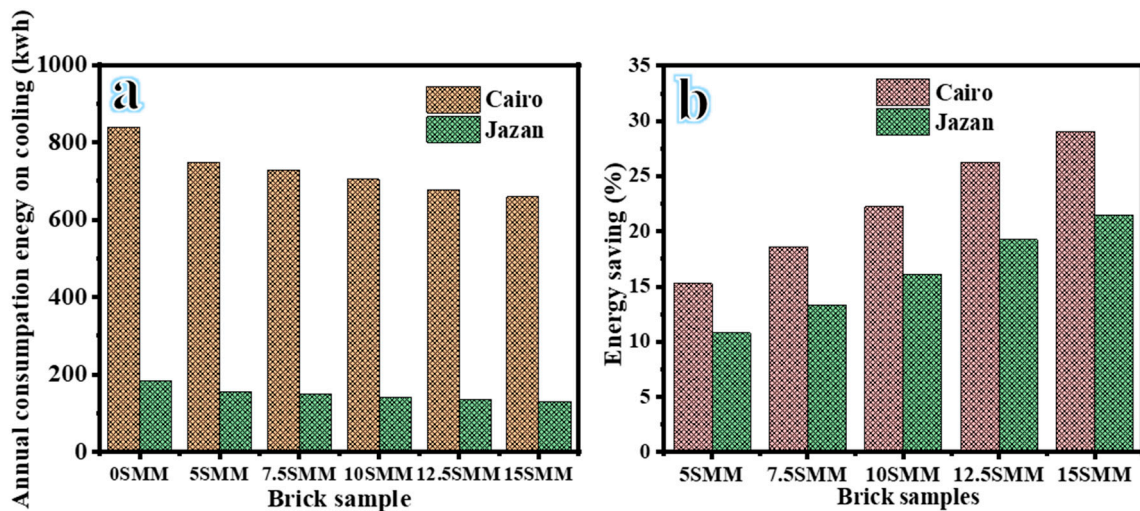 a
Annual consumpation enegy on cooling (kwh)
1000
800
600
400
200
0
Cairo
Jazan
0SMM 5SMM 7.5SMM 10SMM 12.5SMM 15SMM
Brick sample
b
Energy saving (%)
35
30
25
20
15
10
5
0
Cairo
Jazan
5SMM 7.5SMM 10SMM 12.5SMM 15SMM
Brick samples